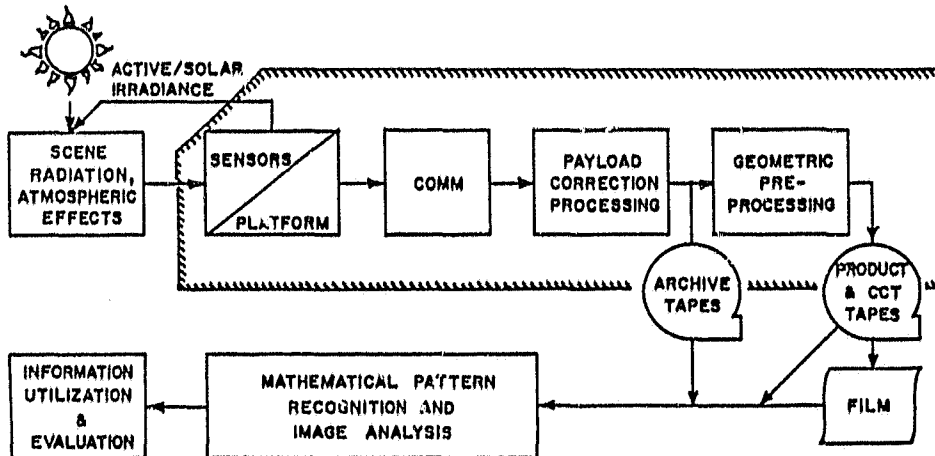 ACTIVE/SOLAR
IRRADIANCE
SCENE
RADIATION,
ATMOSPHERIC
EFFECTS
SENSORS
PLATFORM
COMM
PAYLOAD
CORRECTION
PROCESSING
GEOMETRIC
PRE-
PROCESSING
ARCHIVE
TAPES
PRODUCT
& CCT
TAPES
INFORMATION
UTILIZATION
&
EVALUATION
MATHEMATICAL PATTERN
RECOGNITION AND
IMAGE ANALYSIS
FILM